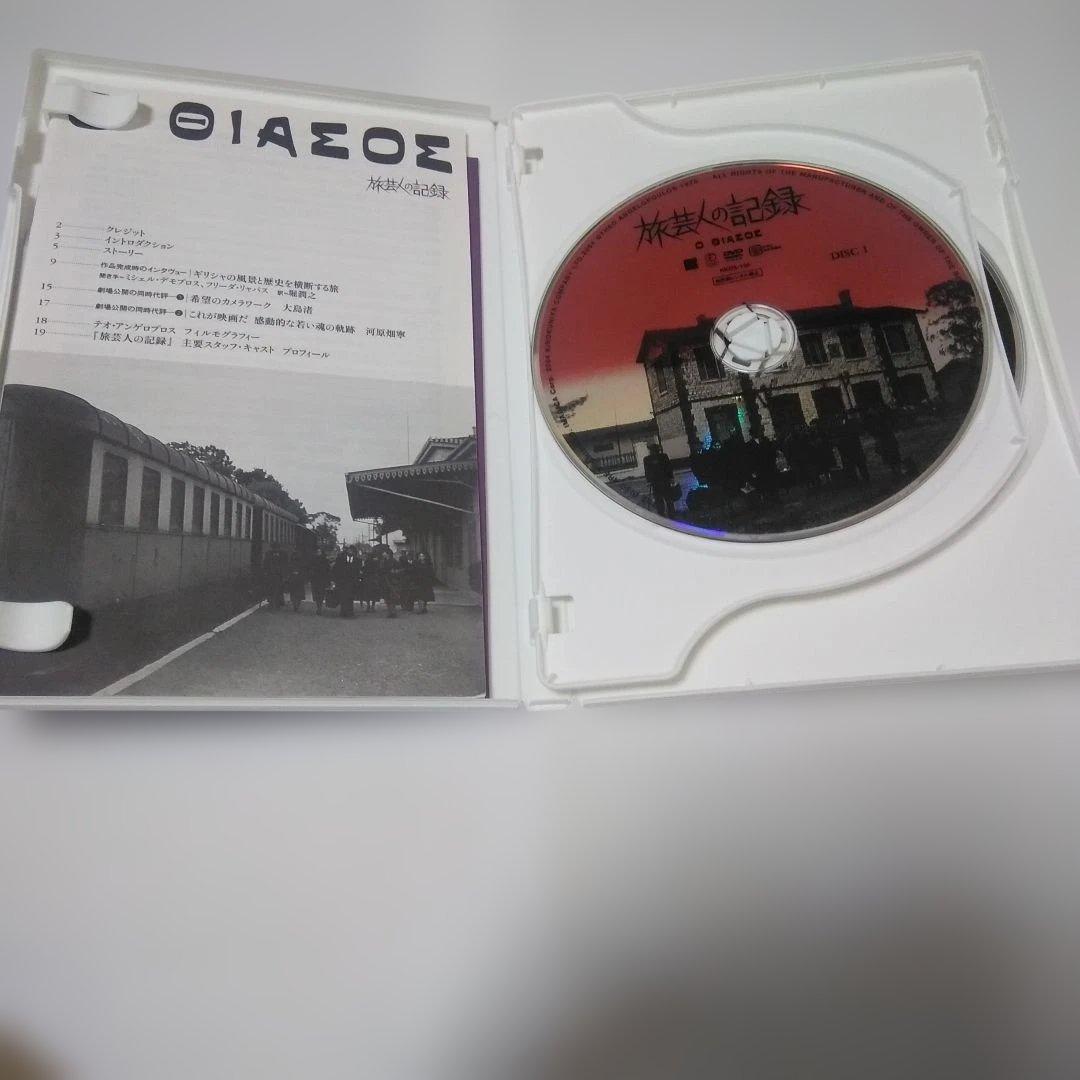 Ο ΘΙΑΣΟΣ
旅芸人の記録
2 クレジット
3 イントロダクション
5 ストーリー
9 作品完成時のインタヴュー|ギリシャの風景と歴史を横断する旅
聞き手=ミシェル・デモプロス、フリーダ・リャパス 訳=堀潤之
15 劇場公開の同時代評―❶|希望のカメラワーク 大島渚
17 劇場公開の同時代評―❷|これが映画だ 感動的な若い魂の軌跡 河原畑寧
18 テオ・アンゲロプロス フィルモグラフィー
19 『旅芸人の記録』 主要スタッフ・キャスト プロフィール
旅芸人の記録
Ο ΘΙΑΣΟΣ
DVD
DISC 1
KINOKUNIYA COMPANY LTD.
THEO ANGELOPOULOS 1975
ALL RIGHTS OF THE MANUFACTURER AND OF THE OWNER OF THE